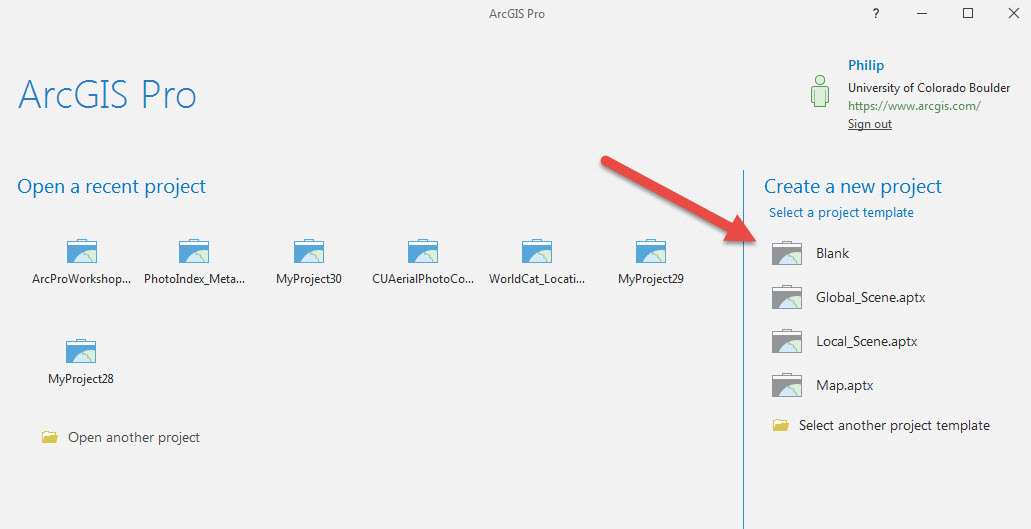 ArcGIS Pro
?
ArcGIS Pro
Philip
University of Colorado Boulder
https://www.arcgis.com/
Sign out
Open a recent project
ArcProWorkshop...
PhotoIndex_Meta...
MyProject30
CUAerialPhotoCo...
WorldCat_Locati...
MyProject29
MyProject28
Open another project
Create a new project
Select a project template
Blank
Global_Scene.aptx
Local_Scene.aptx
Map.aptx
Select another project template